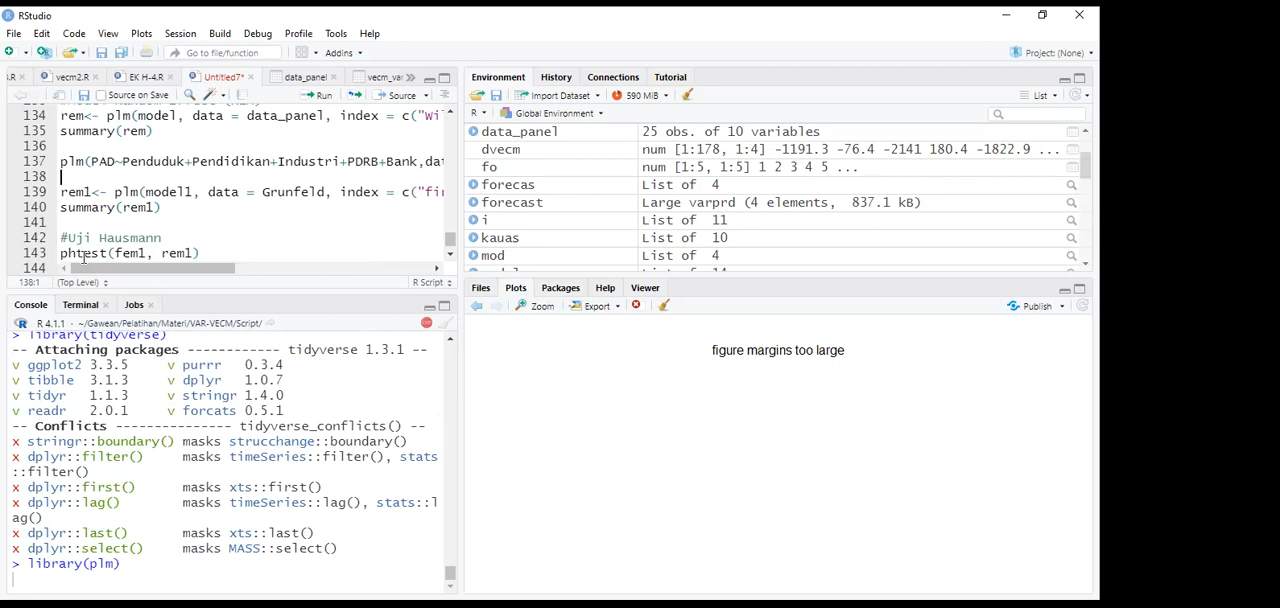 RStudio
File Edit Code View Plots Session Build Debug Profile Tools Help
Go to file/function Addins Project: (None)
.R vecm2.R EK H-4.R Untitled7* data_panel vecm_va
Source on Save Run Source
134 rem<- plm(model, data = data_panel, index = c("Wi
135 summary(rem)
136
137 plm(PAD~Penduduk+Pendidikan+Industri+PDRB+Bank,dat
138
139 rem1<- plm(model1, data = Grunfeld, index = c("fi
140 summary(rem1)
141
142 #Uji Hausmann
143 phtest(fem1, rem1)
144
138:1 (Top Level) R Script
Console Terminal Jobs
R 4.1.1 · ~/Gawean/Pelatihan/Materi/VAR-VECM/Script/
> library(tidyverse)
-- Attaching packages ------------ tidyverse 1.3.1 --
v ggplot2 3.3.5 v purrr 0.3.4
v tibble 3.1.3 v dplyr 1.0.7
v tidyr 1.1.3 v stringr 1.4.0
v readr 2.0.1 v forcats 0.5.1
-- Conflicts --------------- tidyverse_conflicts() --
x stringr::boundary() masks strucchange::boundary()
x dplyr::filter() masks timeSeries::filter(), stats
::filter()
x dplyr::first() masks xts::first()
x dplyr::lag() masks timeSeries::lag(), stats::l
ag()
x dplyr::last() masks xts::last()
x dplyr::select() masks MASS::select()
> library(plm)
Environment History Connections Tutorial
Import Dataset 590 MiB List
R Global Environment
data_panel 25 obs. of 10 variables
dvecm num [1:178, 1:4] -1191.3 -76.4 -2141 180.4 -1822.9 ...
fo num [1:5, 1:5] 1 2 3 4 5 ...
forecas List of 4
forecast Large varprd (4 elements, 837.1 kB)
i List of 11
kauas List of 10
mod List of 4
Files Plots Packages Help Viewer
Zoom Export Publish
figure margins too large